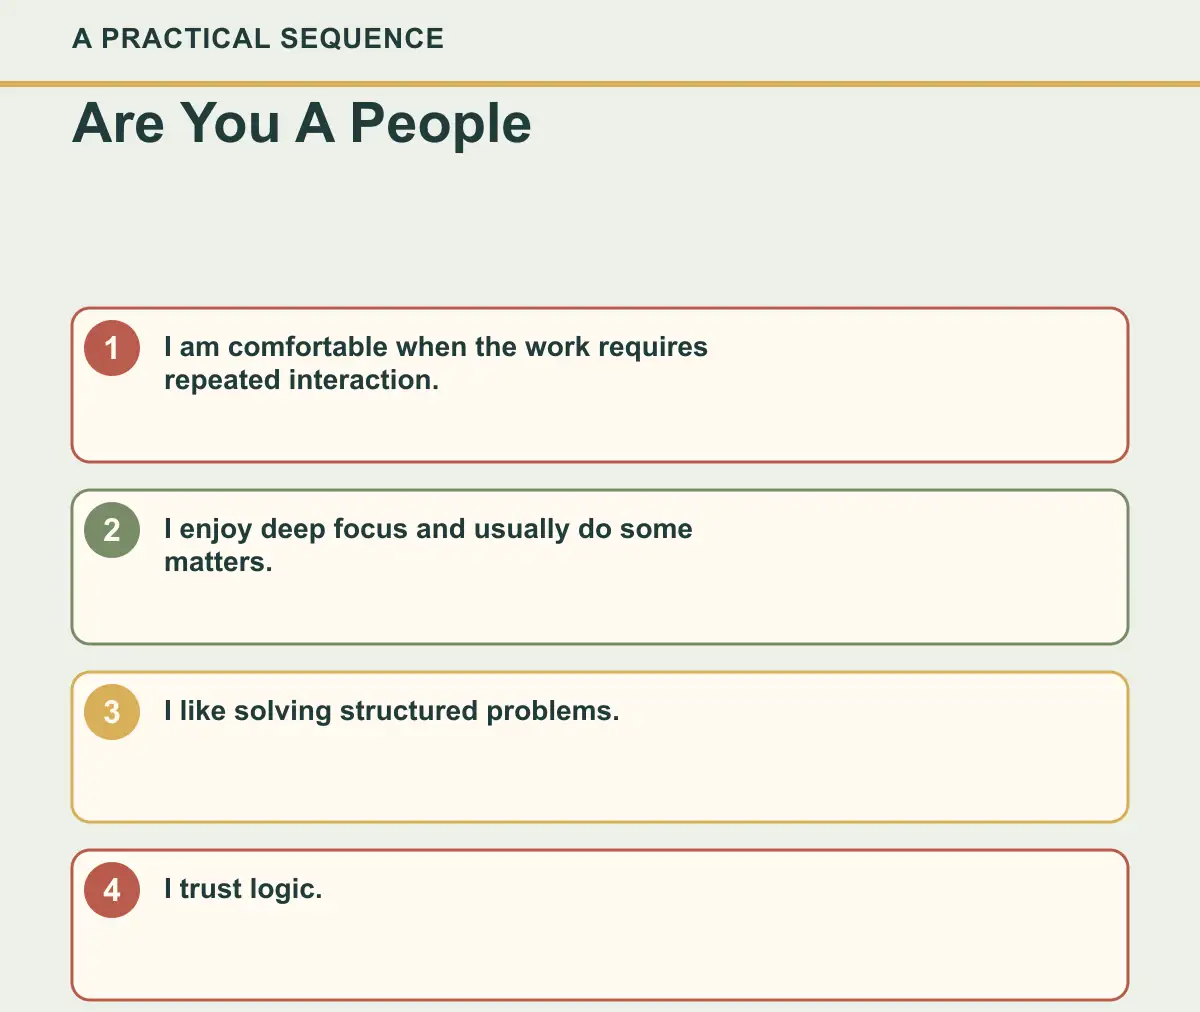 A PRACTICAL SEQUENCE
Are You A People
1
I am comfortable when the work requires
repeated interaction.
2
I enjoy deep focus and usually do some
matters.
3
I like solving structured problems.
4
I trust logic.